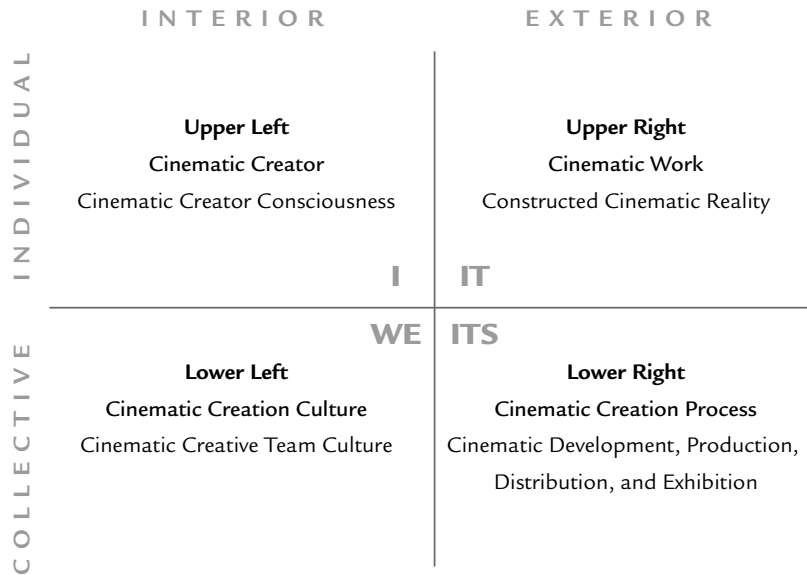 INTERIOR
EXTERIOR
INDIVIDUAL
Upper Left
Cinematic Creator
Cinematic Creator Consciousness
I
Upper Right
Cinematic Work
Constructed Cinematic Reality
IT
COLLECTIVE
WE
Lower Left
Cinematic Creation Culture
Cinematic Creative Team Culture
ITS
Lower Right
Cinematic Creation Process
Cinematic Development, Production,
Distribution, and Exhibition